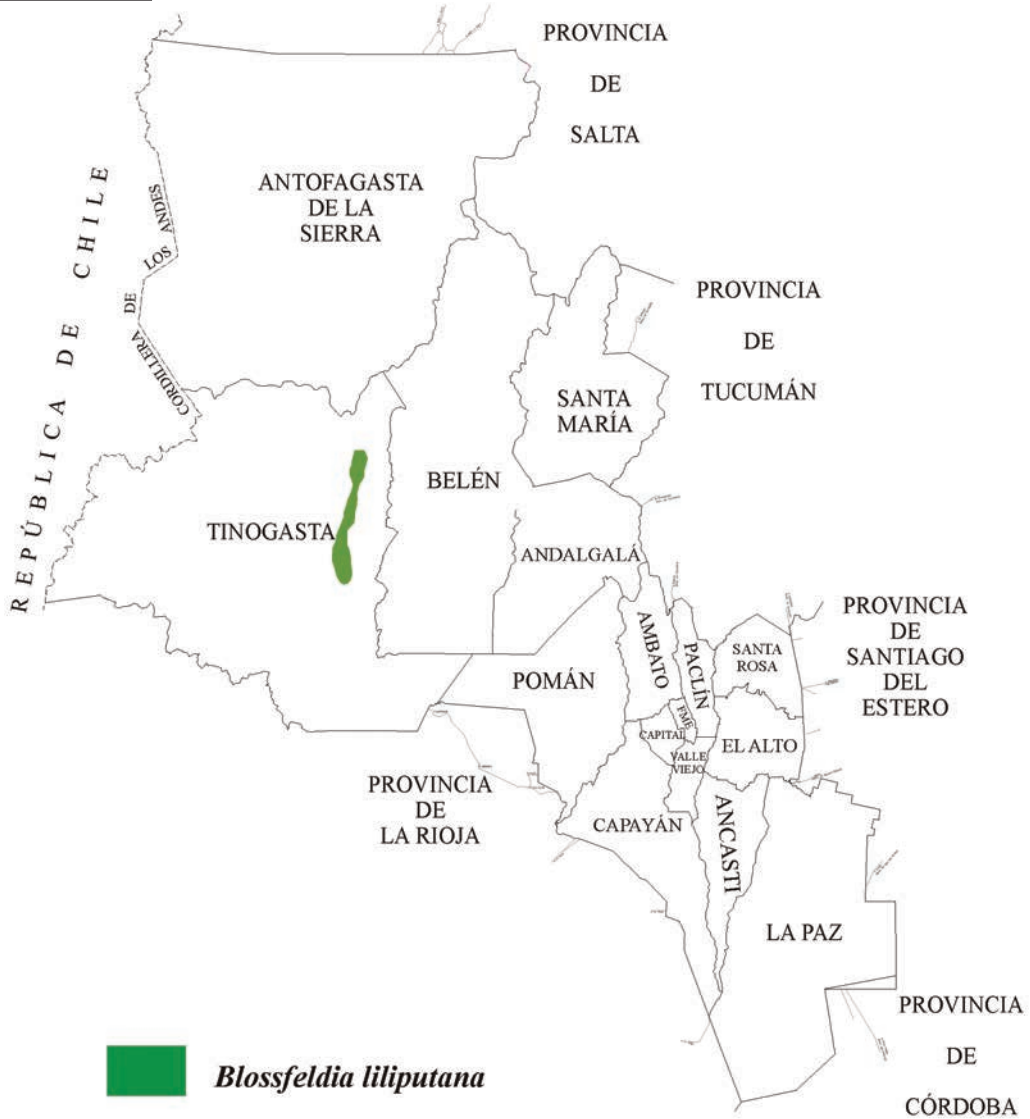 PROVINCIA
DE
SALTA
ANTOFAGASTA
DE LA
SIERRA
REPÚBLICA DE CHILE
CORDILLERA DE LOS ANDES
PROVINCIA
DE
TUCUMÁN
SANTA
MARÍA
BELÉN
TINOGASTA
ANDALGALÁ
PROVINCIA
DE
SANTIAGO
DEL
ESTERO
AMBATO
PACLÍN
SANTA
ROSA
POMÁN
FME
CAPITAL
EL ALTO
VALLE
VIEJO
PROVINCIA
DE
LA RIOJA
CAPAYÁN
ANCASTI
LA PAZ
PROVINCIA
DE
CÓRDOBA
Blossfeldia liliputana